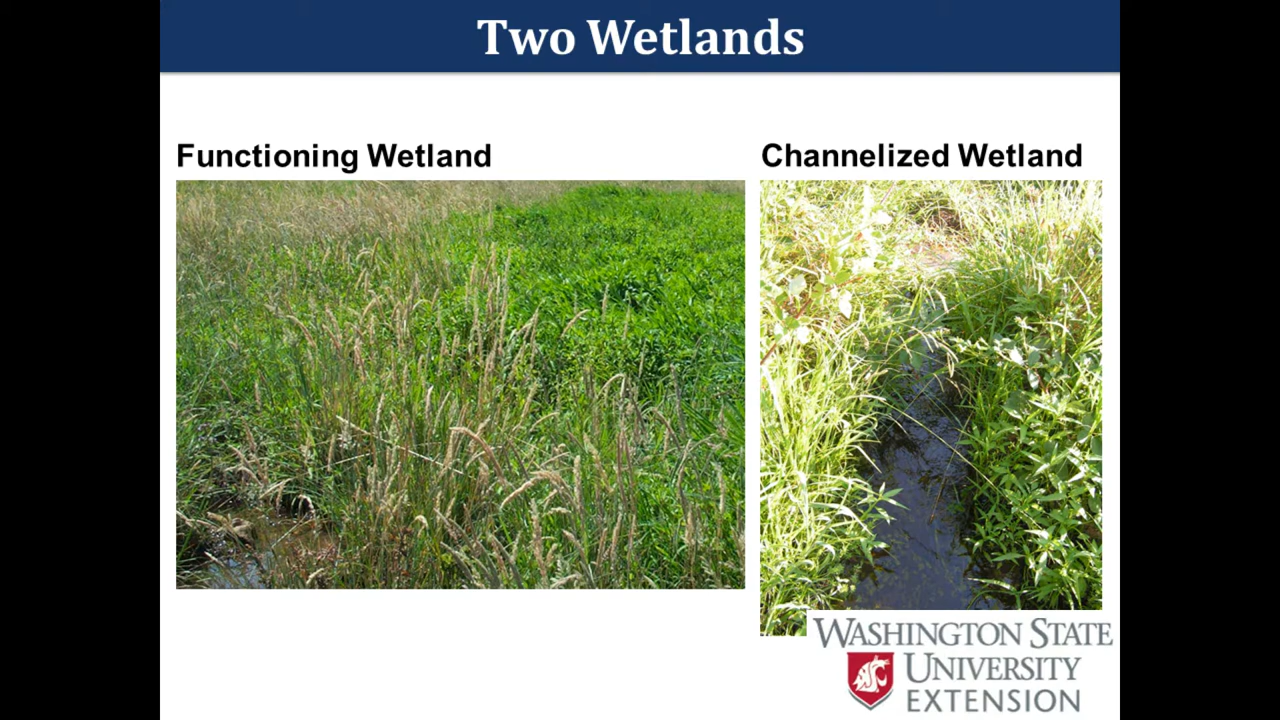 Two Wetlands
Functioning Wetland
Channelized Wetland
WASHINGTON STATE
UNIVERSITY
EXTENSION